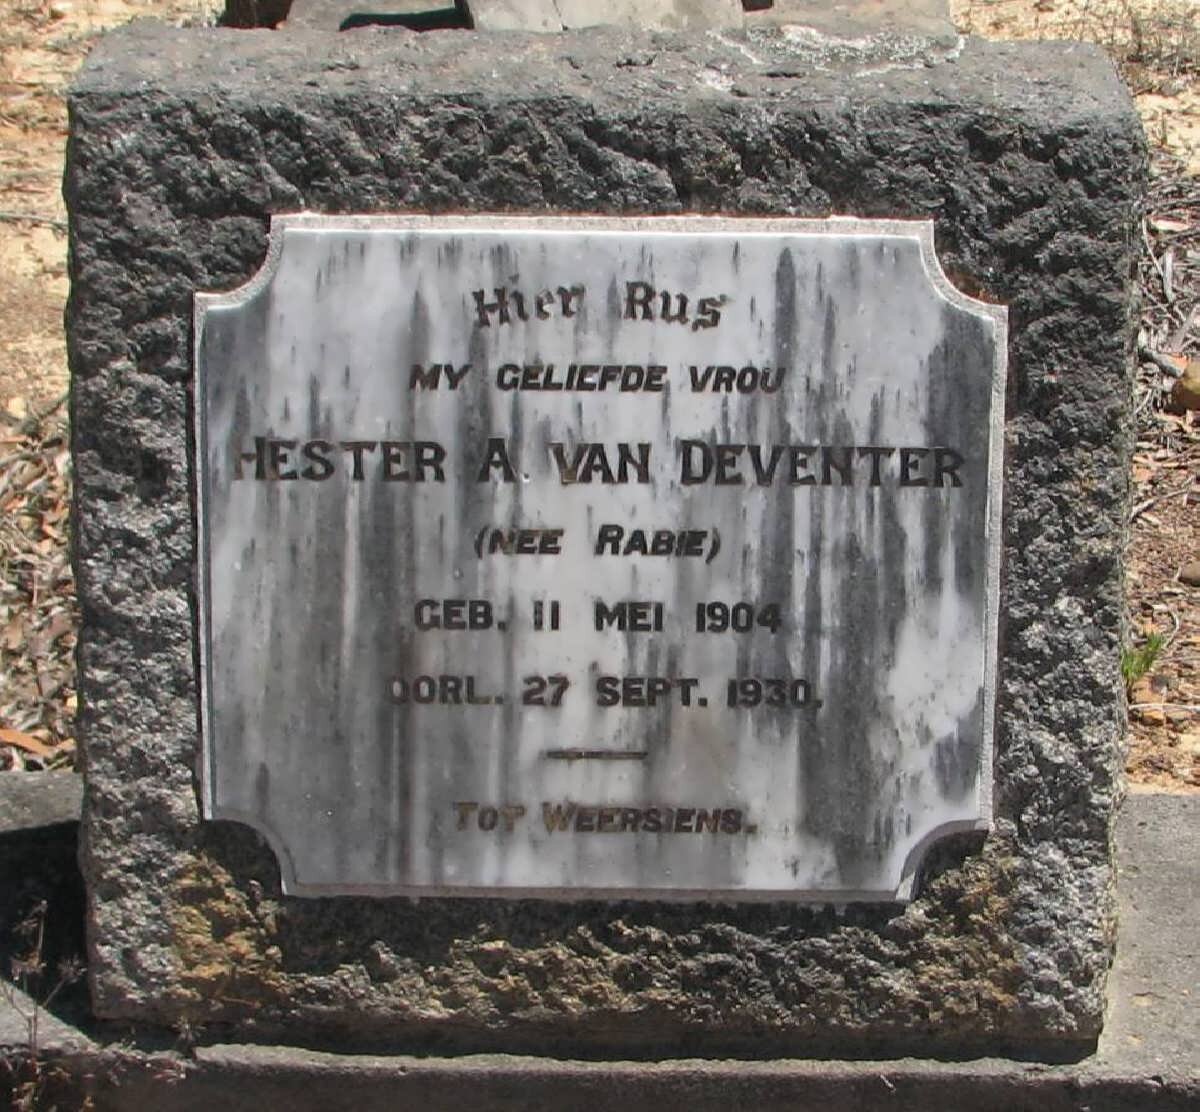 Hier Rus
MY GELIEFDE VROU
HESTER A. VAN DEVENTER
(NEE RABIE)
GEB. 11 MEI 1904
OORL. 27 SEPT. 1930.
TOT WEERSIENS.